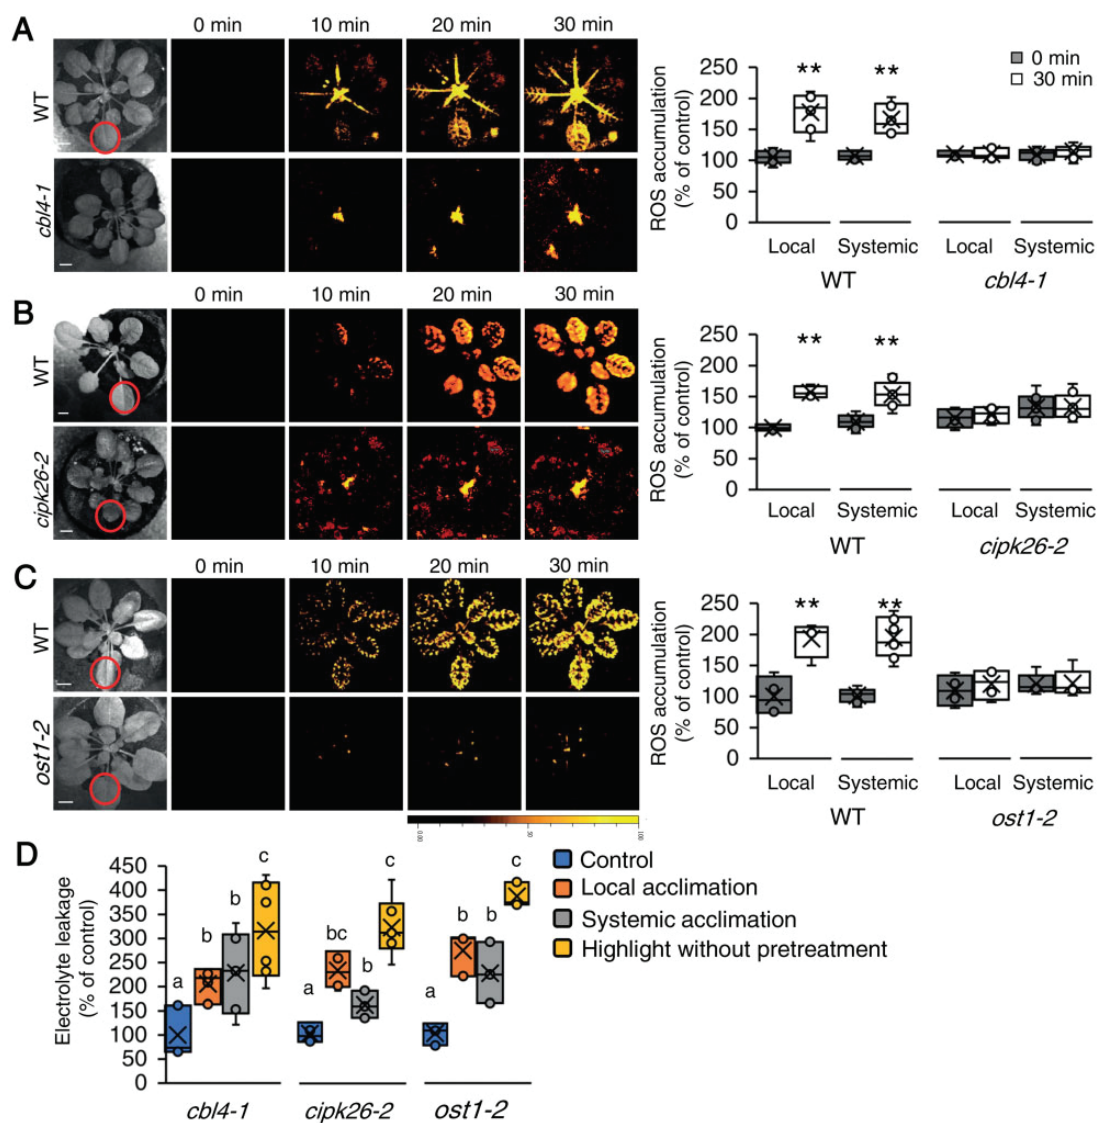 A
0 min
10 min
20 min
30 min
WT
cbl4-1
ROS accumulation
(% of control)
250
200
150
100
50
0
** **
0 min
30 min
Local Systemic Local Systemic
WT cbl4-1
B
0 min
10 min
20 min
30 min
WT
cipk26-2
ROS accumulation
(% of control)
250
200
150
100
50
0
** **
Local Systemic Local Systemic
WT cipk26-2
C
0 min
10 min
20 min
30 min
WT
ost1-2
ROS accumulation
(% of control)
250
200
150
100
50
0
** **
Local Systemic Local Systemic
WT ost1-2
D
Electrolyte leakage
(% of control)
450
400
350
300
250
200
150
100
50
0
a b b c a bc b c a b b c
cbl4-1 cipk26-2 ost1-2
Control
Local acclimation
Systemic acclimation
Highlight without pretreatment